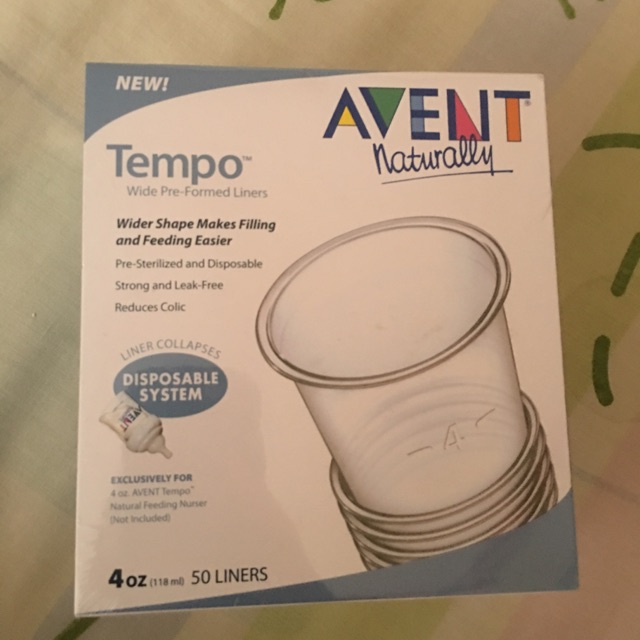 NEW!
AVENT®
Naturally
Tempo™
Wide Pre-Formed Liners
Wider Shape Makes Filling
and Feeding Easier
Pre-Sterilized and Disposable
Strong and Leak-Free
Reduces Colic
LINER COLLAPSES
DISPOSABLE
SYSTEM
AVENT
EXCLUSIVELY FOR
4 oz. AVENT Tempo™
Natural Feeding Nurser
(Not Included)
4 oz (118 ml) 50 LINERS